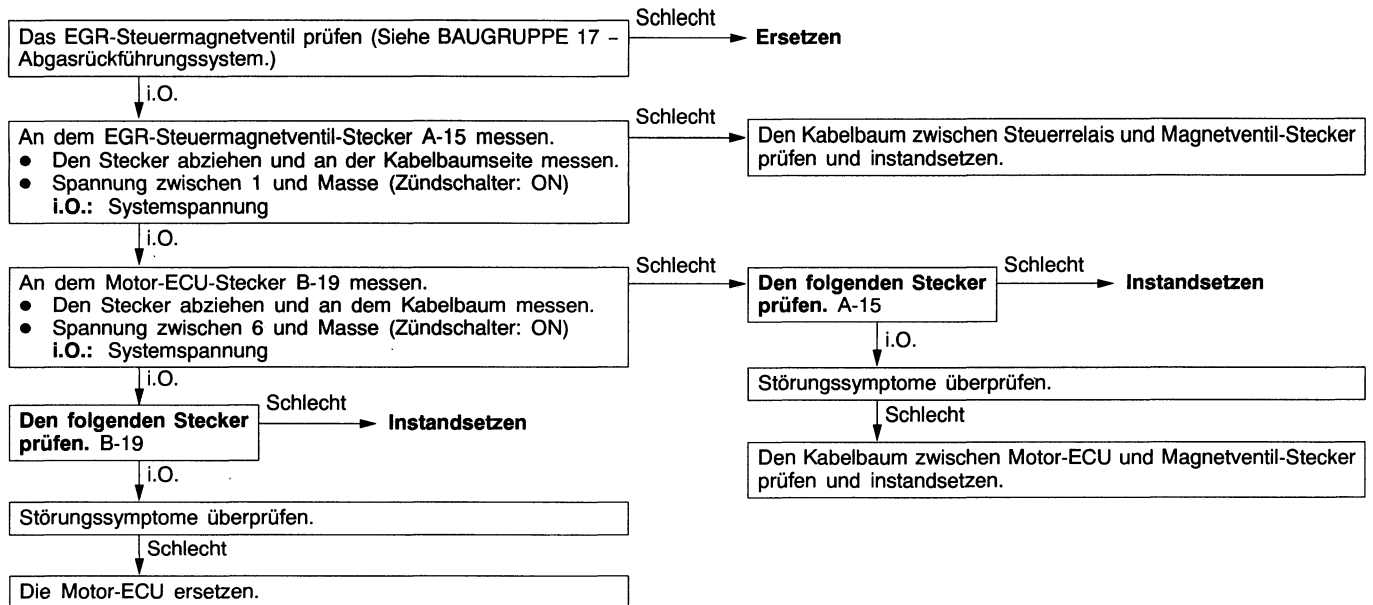 Das EGR-Steuermagnetventil prüfen (Siehe BAUGRUPPE 17 –
Abgasrückführungssystem.)
Schlecht
Ersetzen
i.O.
An dem EGR-Steuermagnetventil-Stecker A-15 messen.
● Den Stecker abziehen und an der Kabelbaumseite messen.
● Spannung zwischen 1 und Masse (Zündschalter: ON)
i.O.: Systemspannung
Schlecht
Den Kabelbaum zwischen Steuerrelais und Magnetventil-Stecker
prüfen und instandsetzen.
i.O.
An dem Motor-ECU-Stecker B-19 messen.
● Den Stecker abziehen und an dem Kabelbaum messen.
● Spannung zwischen 6 und Masse (Zündschalter: ON)
i.O.: Systemspannung
Schlecht
Den folgenden Stecker
prüfen. A-15
Schlecht
Instandsetzen
i.O.
Störungssymptome überprüfen.
Schlecht
Den Kabelbaum zwischen Motor-ECU und Magnetventil-Stecker
prüfen und instandsetzen.
i.O.
Den folgenden Stecker
prüfen. B-19
Schlecht
Instandsetzen
i.O.
Störungssymptome überprüfen.
Schlecht
Die Motor-ECU ersetzen.